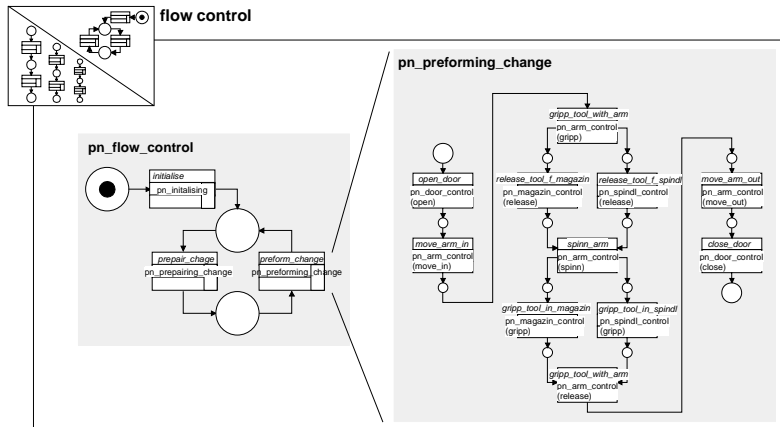 flow control
pn_flow_control
initialise
pn_initalising
prepair_chage
pn_prepairing_change
preform_change
pn_preforming_change
pn_preforming_change
open_door
pn_door_control
(open)
move_arm_in
pn_arm_control
(move_in)
gripp_tool_with_arm
pn_arm_control
(gripp)
release_tool_f_magazin
pn_magazin_control
(release)
release_tool_f_spindl
pn_spindl_control
(release)
spinn_arm
pn_arm_control
(spinn)
gripp_tool_in_magazin
pn_magazin_control
(gripp)
gripp_tool_in_spindl
pn_spindl_control
(gripp)
gripp_tool_with_arm
pn_arm_control
(release)
move_arm_out
pn_arm_control
(move_out)
close_door
pn_door_control
(close)